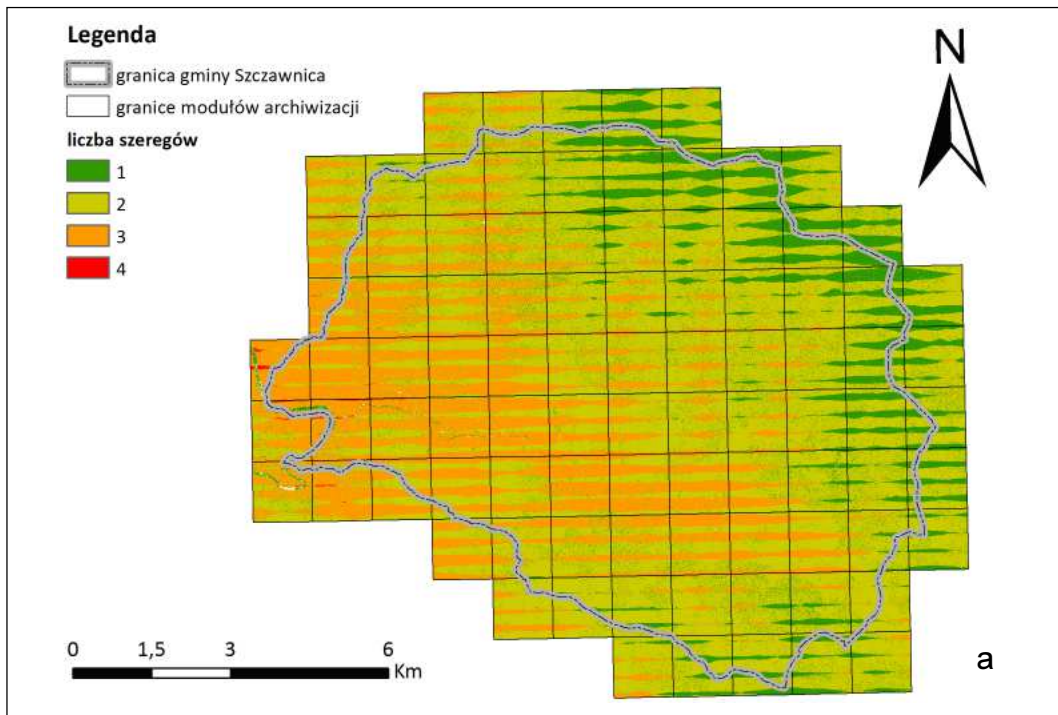 Legenda
granica gminy Szczawnica
granice modułów archiwizacji
liczba szeregów
1
2
3
4
N
0 1,5 3 6
Km
a